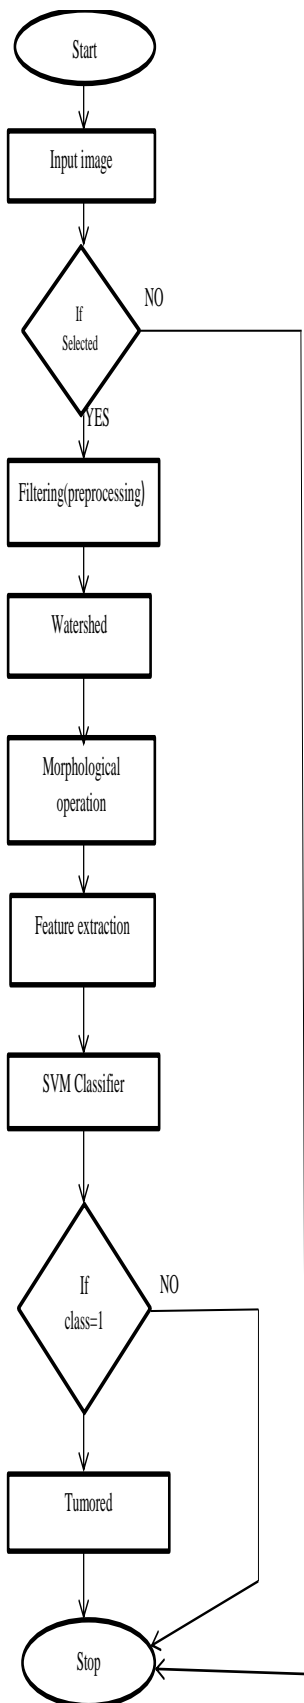 Start
Input image
If
Selected
NO
YES
Filtering(preprocessing)
Watershed
Morphological
operation
Feature extraction
SVM Classifier
If
class=1
NO
Tumored
Stop